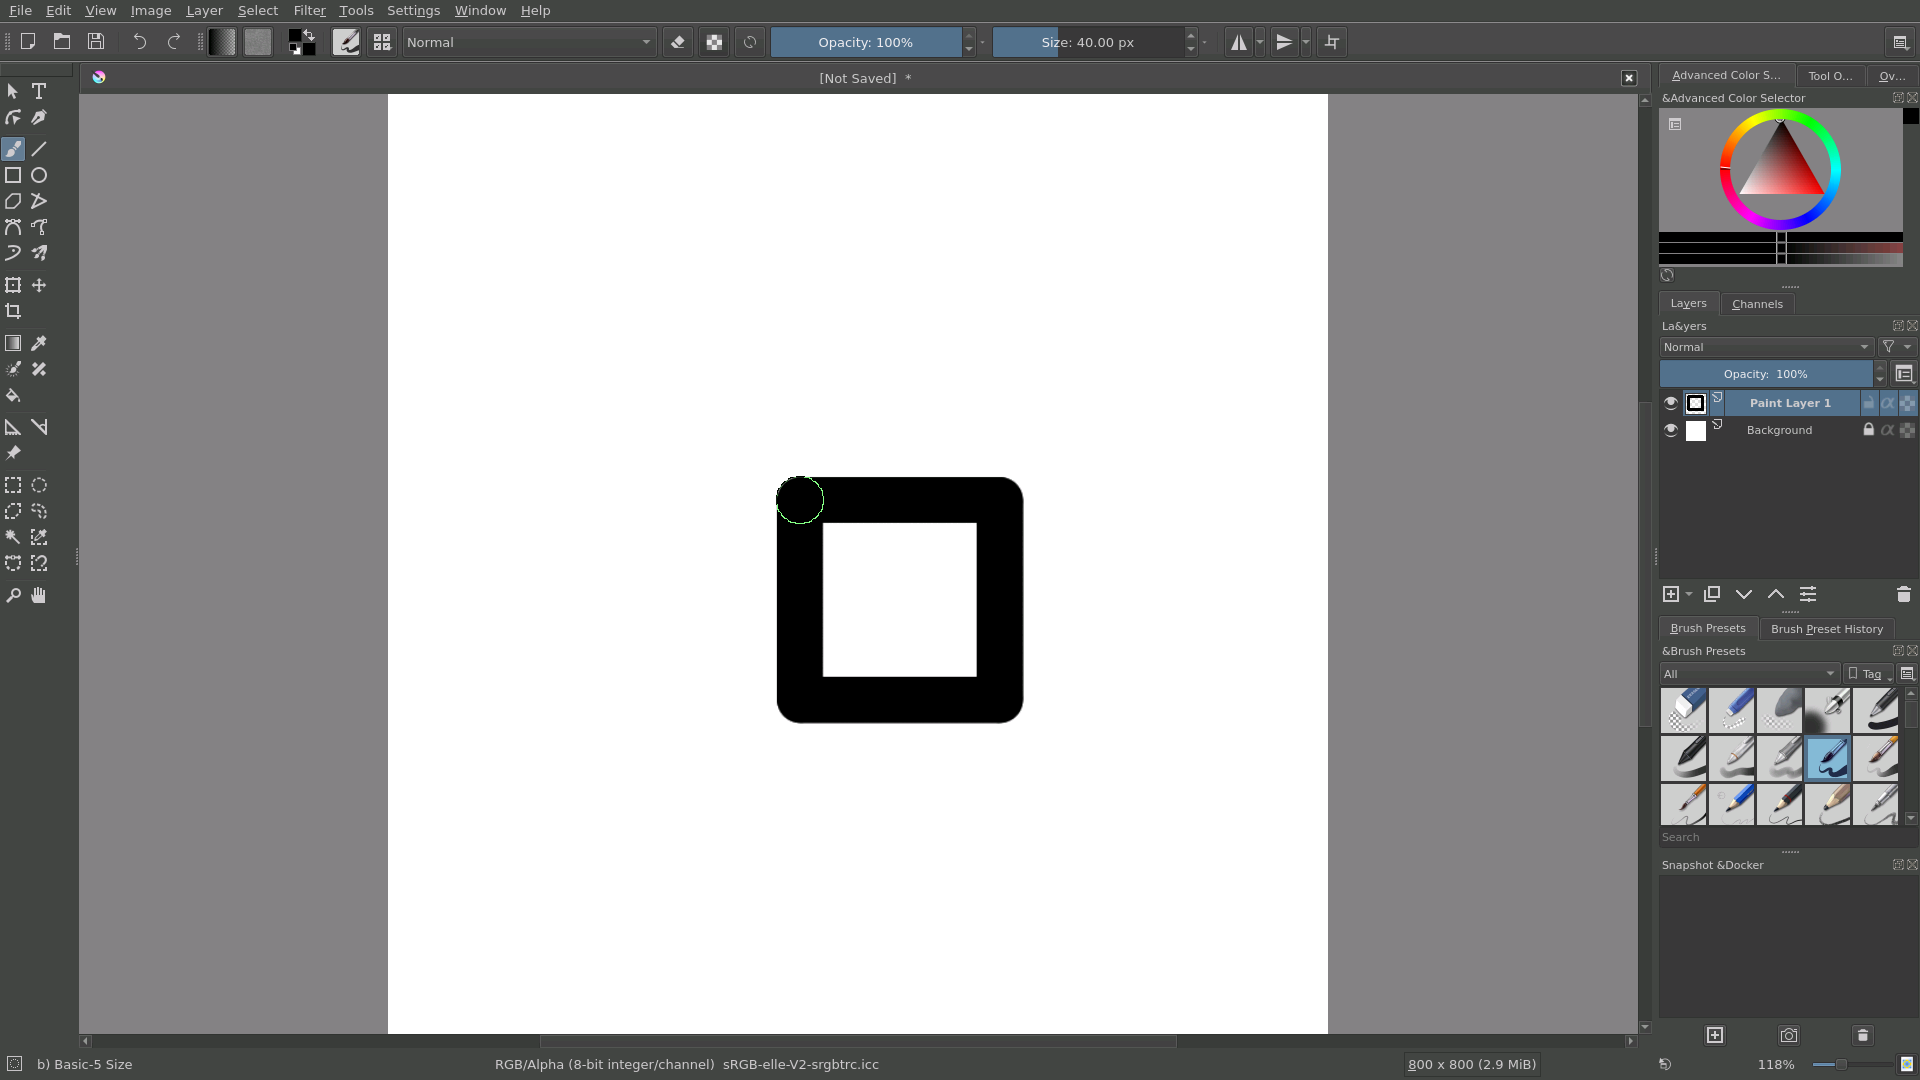 File Edit View Image Layer Select Filter Tools Settings Window Help
Normal Opacity: 100% Size: 40.00 px
[Not Saved] *
Advanced Color S... Tool O... Ov...
&Advanced Color Selector
Layers Channels
La&yers
Normal
Opacity: 100%
Paint Layer 1
Background
Brush Presets Brush Preset History
&Brush Presets
All Tag
Search
Snapshot &Docker
b) Basic-5 Size RGB/Alpha (8-bit integer/channel) sRGB-elle-V2-srgbtrc.icc 800 x 800 (2.9 MiB) 118%